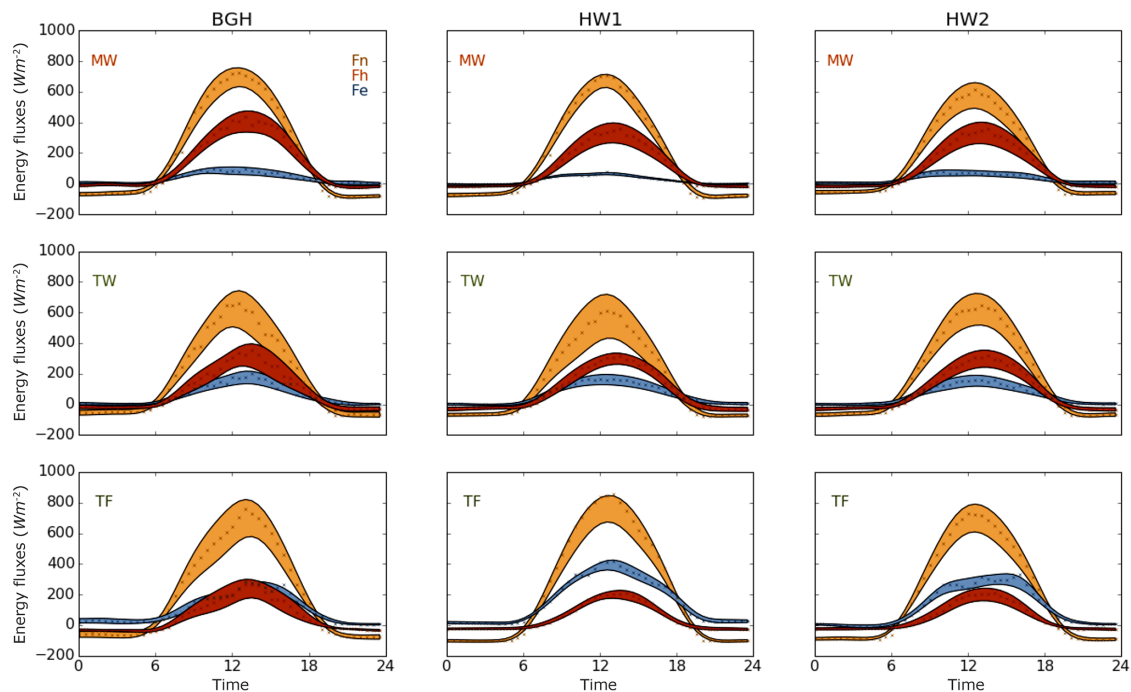 BGH HW1 HW2
Energy fluxes (Wm⁻²)
1000
800
600
400
200
0
−200
MW Fn
Fh
Fe
MW
MW
Energy fluxes (Wm⁻²)
1000
800
600
400
200
0
−200
TW
TW
TW
Energy fluxes (Wm⁻²)
1000
800
600
400
200
0
−200
TF
TF
TF
0 6 12 18 24 0 6 12 18 24 0 6 12 18 24
Time Time Time